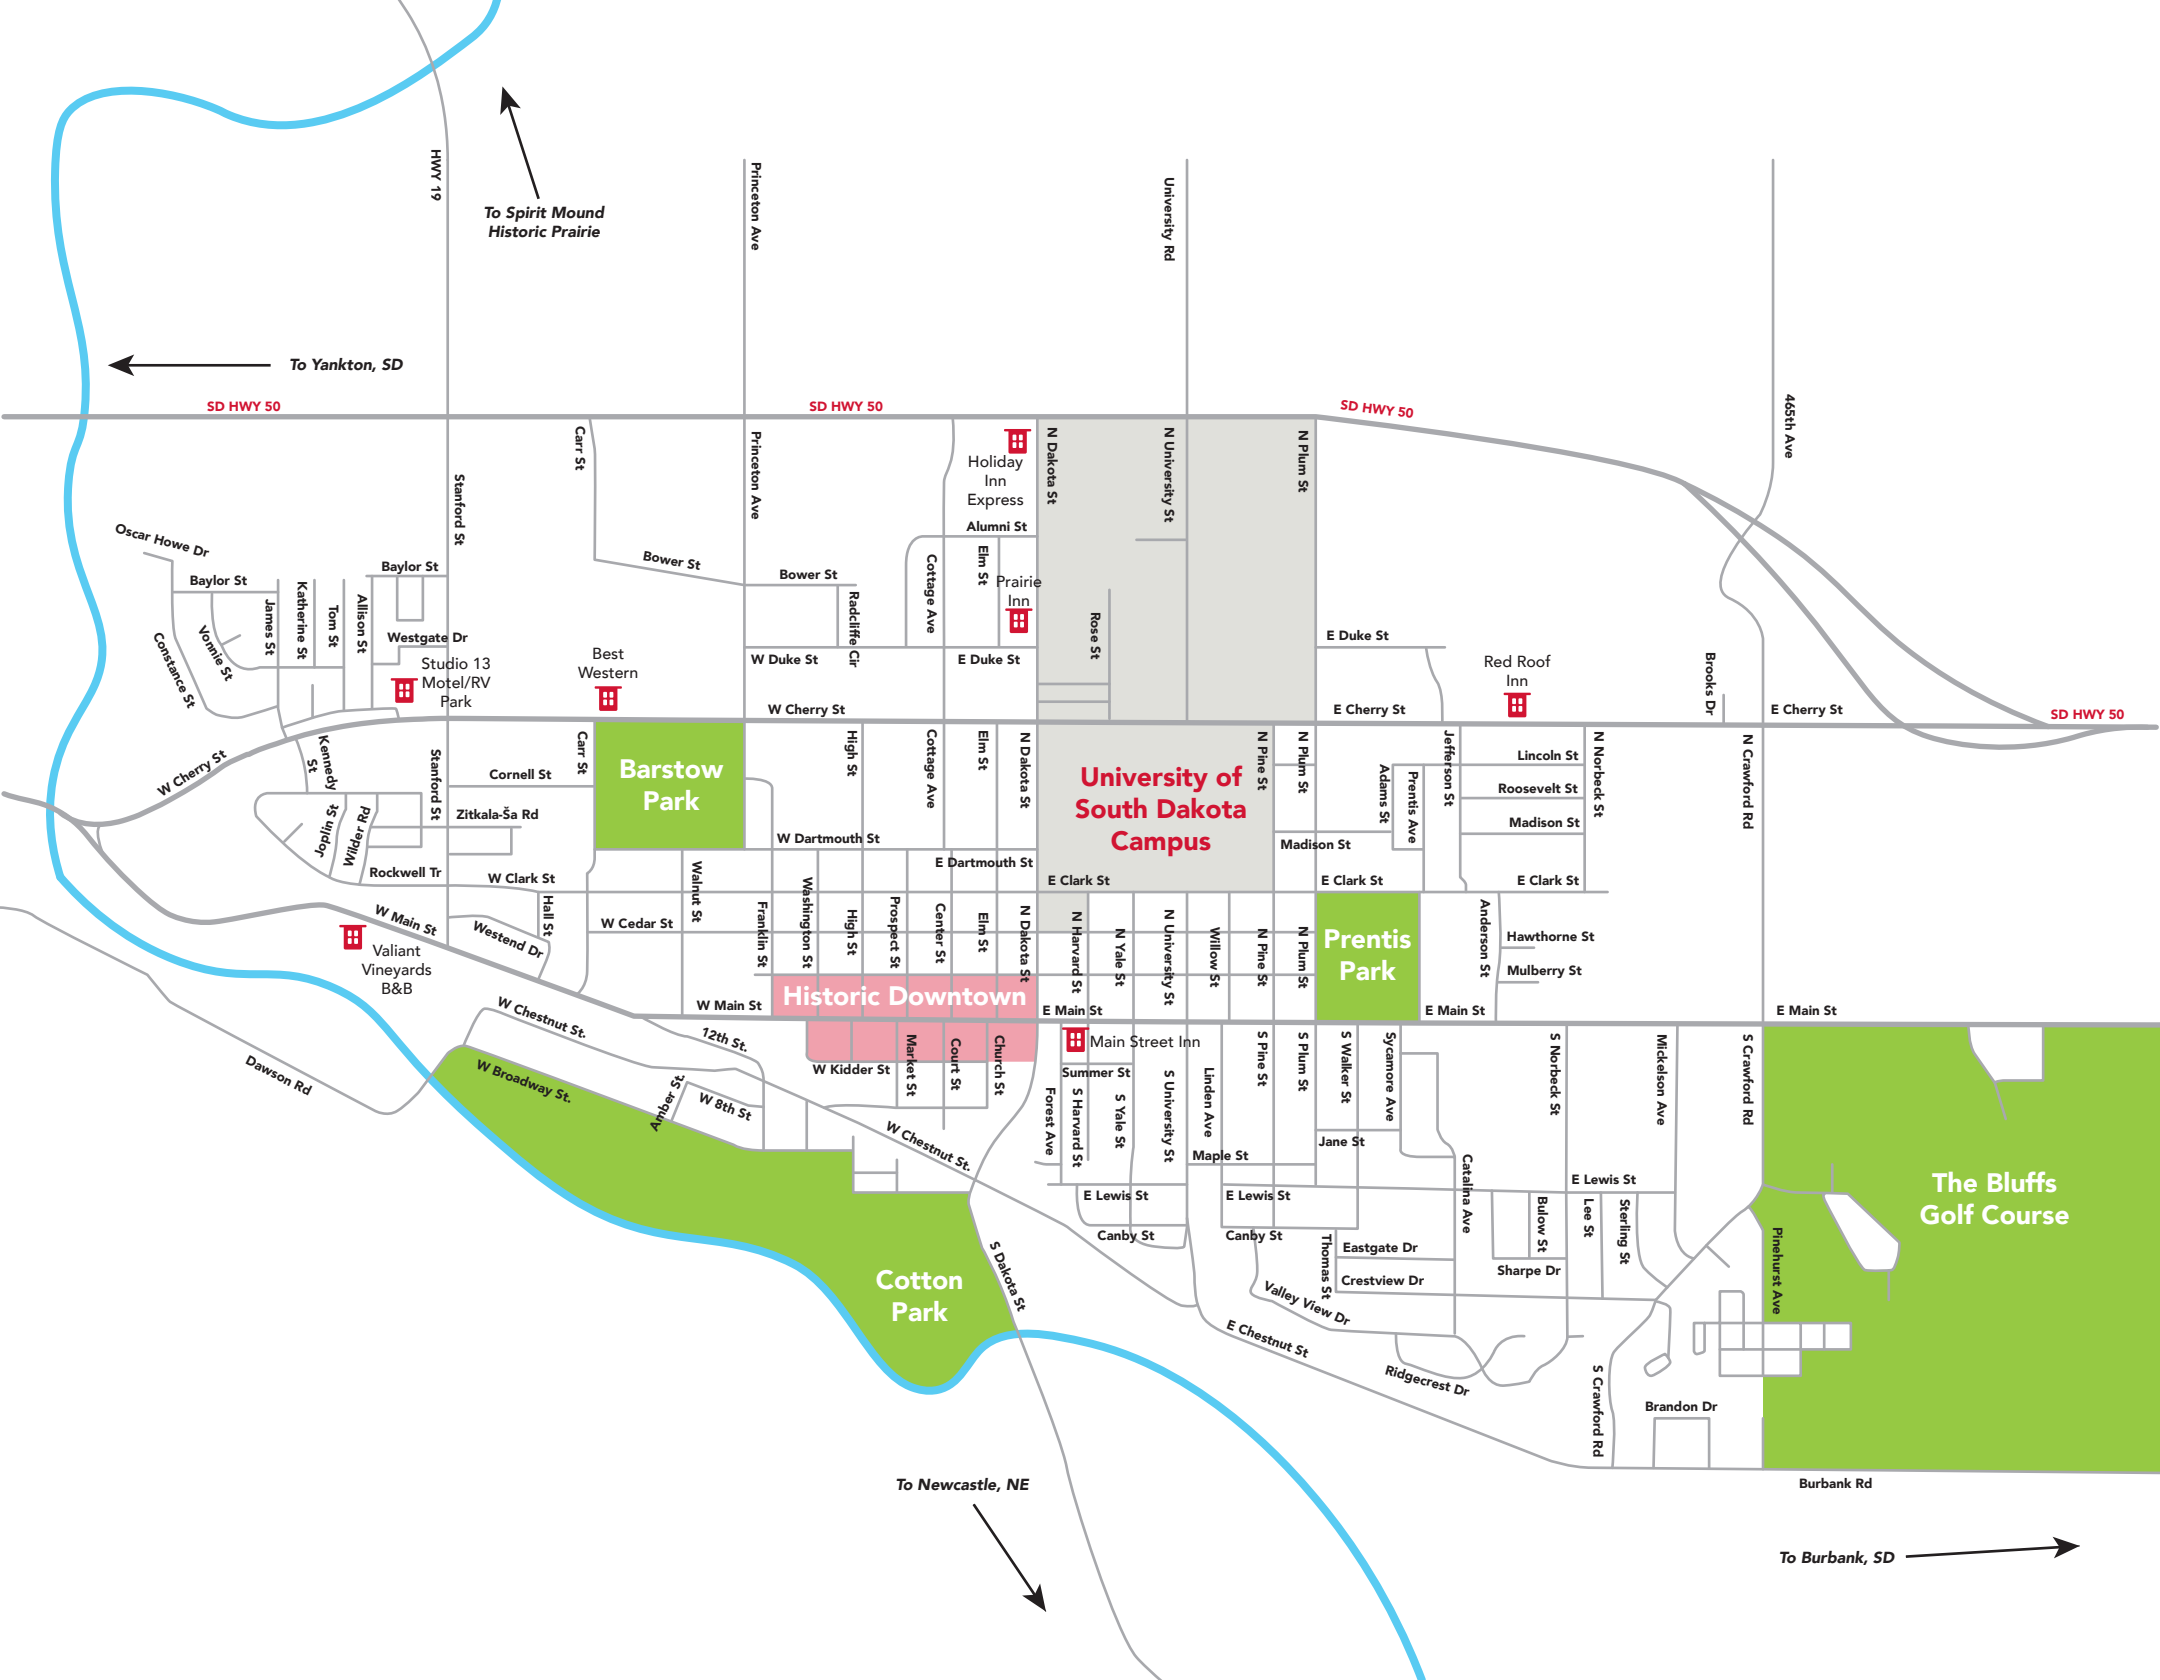 HWY 19
To Spirit Mound
Historic Prairie
Princeton Ave
University Rd
To Yankton, SD
SD HWY 50
SD HWY 50
SD HWY 50
465th Ave
Carr St
Princeton Ave
Holiday
Inn
Express
N Dakota St
N University St
N Plum St
Stanford St
Oscar Howe Dr
Alumni St
Baylor St
Baylor St
Bower St
Bower St
Cottage Ave
Elm St
Prairie
Inn
James St
Katherine St
Tom St
Allison St
Radcliffe Cir
Rose St
Constance St
Vonnie St
Westgate Dr
Studio 13
Motel/RV
Park
Best
Western
W Duke St
E Duke St
E Duke St
Red Roof
Inn
Brooks Dr
W Cherry St
E Cherry St
E Cherry St
SD HWY 50
W Cherry St
Kennedy
St
Stanford St
Carr St
Cornell St
Barstow
Park
High St
Cottage Ave
Elm St
N Dakota St
University of
South Dakota
Campus
N Pine St
N Plum St
Adams St
Prentis Ave
Jefferson St
Lincoln St
Roosevelt St
Madison St
N Norbeck St
N Crawford Rd
Joplin St
Wilder Rd
Zitkala-Ša Rd
W Dartmouth St
Madison St
E Dartmouth St
Rockwell Tr
W Clark St
E Clark St
E Clark St
E Clark St
Walnut St
Washington St
Hall St
Franklin St
High St
Prospect St
Center St
Elm St
N Dakota St
N Harvard St
N Yale St
N University St
Willow St
N Pine St
N Plum St
Prentis
Park
Anderson St
Hawthorne St
Mulberry St
W Main St
Westend Dr
W Cedar St
Valiant
Vineyards
B&B
Historic Downtown
W Main St
E Main St
E Main St
E Main St
W Chestnut St.
12th St.
Main Street Inn
Market St
Court St
Church St
W Kidder St
Summer St
S Pine St
S Plum St
S Walker St
Sycamore Ave
S Norbeck St
Mickelson Ave
S Crawford Rd
Dawson Rd
W Broadway St.
Amber St.
W 8th St
W Chestnut St.
Forest Ave
S Harvard St
S Yale St
S University St
Linden Ave
Jane St
Maple St
Catalina Ave
E Lewis St
E Lewis St
E Lewis St
The Bluffs
Golf Course
Bulow St
Lee St
Sterling St
Canby St
Canby St
Thomas St
Eastgate Dr
Crestview Dr
Sharpe Dr
Pinehurst Ave
Cotton
Park
S Dakota St
Valley View Dr
E Chestnut St
Ridgecrest Dr
S Crawford Rd
Brandon Dr
Burbank Rd
To Newcastle, NE
To Burbank, SD